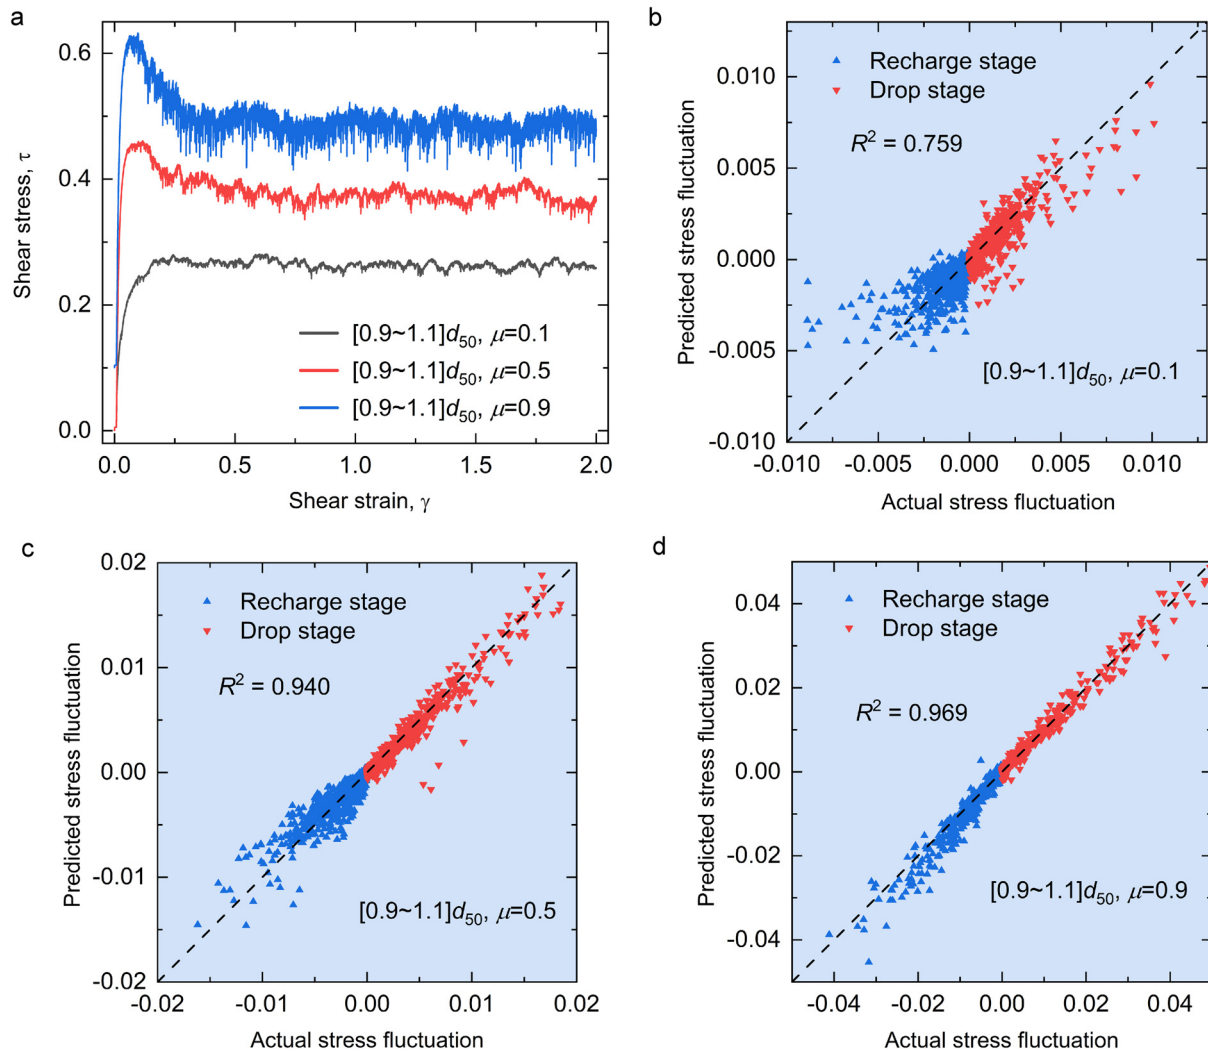 a
0.6
0.4
0.2
0.0
Shear stress, τ
[0.9~1.1]d50, μ=0.1
[0.9~1.1]d50, μ=0.5
[0.9~1.1]d50, μ=0.9
0.0 0.5 1.0 1.5 2.0
Shear strain, γ
b
Recharge stage
Drop stage
R2 = 0.759
[0.9~1.1]d50, μ=0.1
0.010
0.005
0.000
-0.005
-0.010
Predicted stress fluctuation
-0.010 -0.005 0.000 0.005 0.010
Actual stress fluctuation
c
Recharge stage
Drop stage
R2 = 0.940
[0.9~1.1]d50, μ=0.5
0.02
0.01
0.00
-0.01
-0.02
Predicted stress fluctuation
-0.02 -0.01 0.00 0.01 0.02
Actual stress fluctuation
d
Recharge stage
Drop stage
R2 = 0.969
[0.9~1.1]d50, μ=0.9
0.04
0.02
0.00
-0.02
-0.04
Predicted stress fluctuation
-0.04 -0.02 0.00 0.02 0.04
Actual stress fluctuation